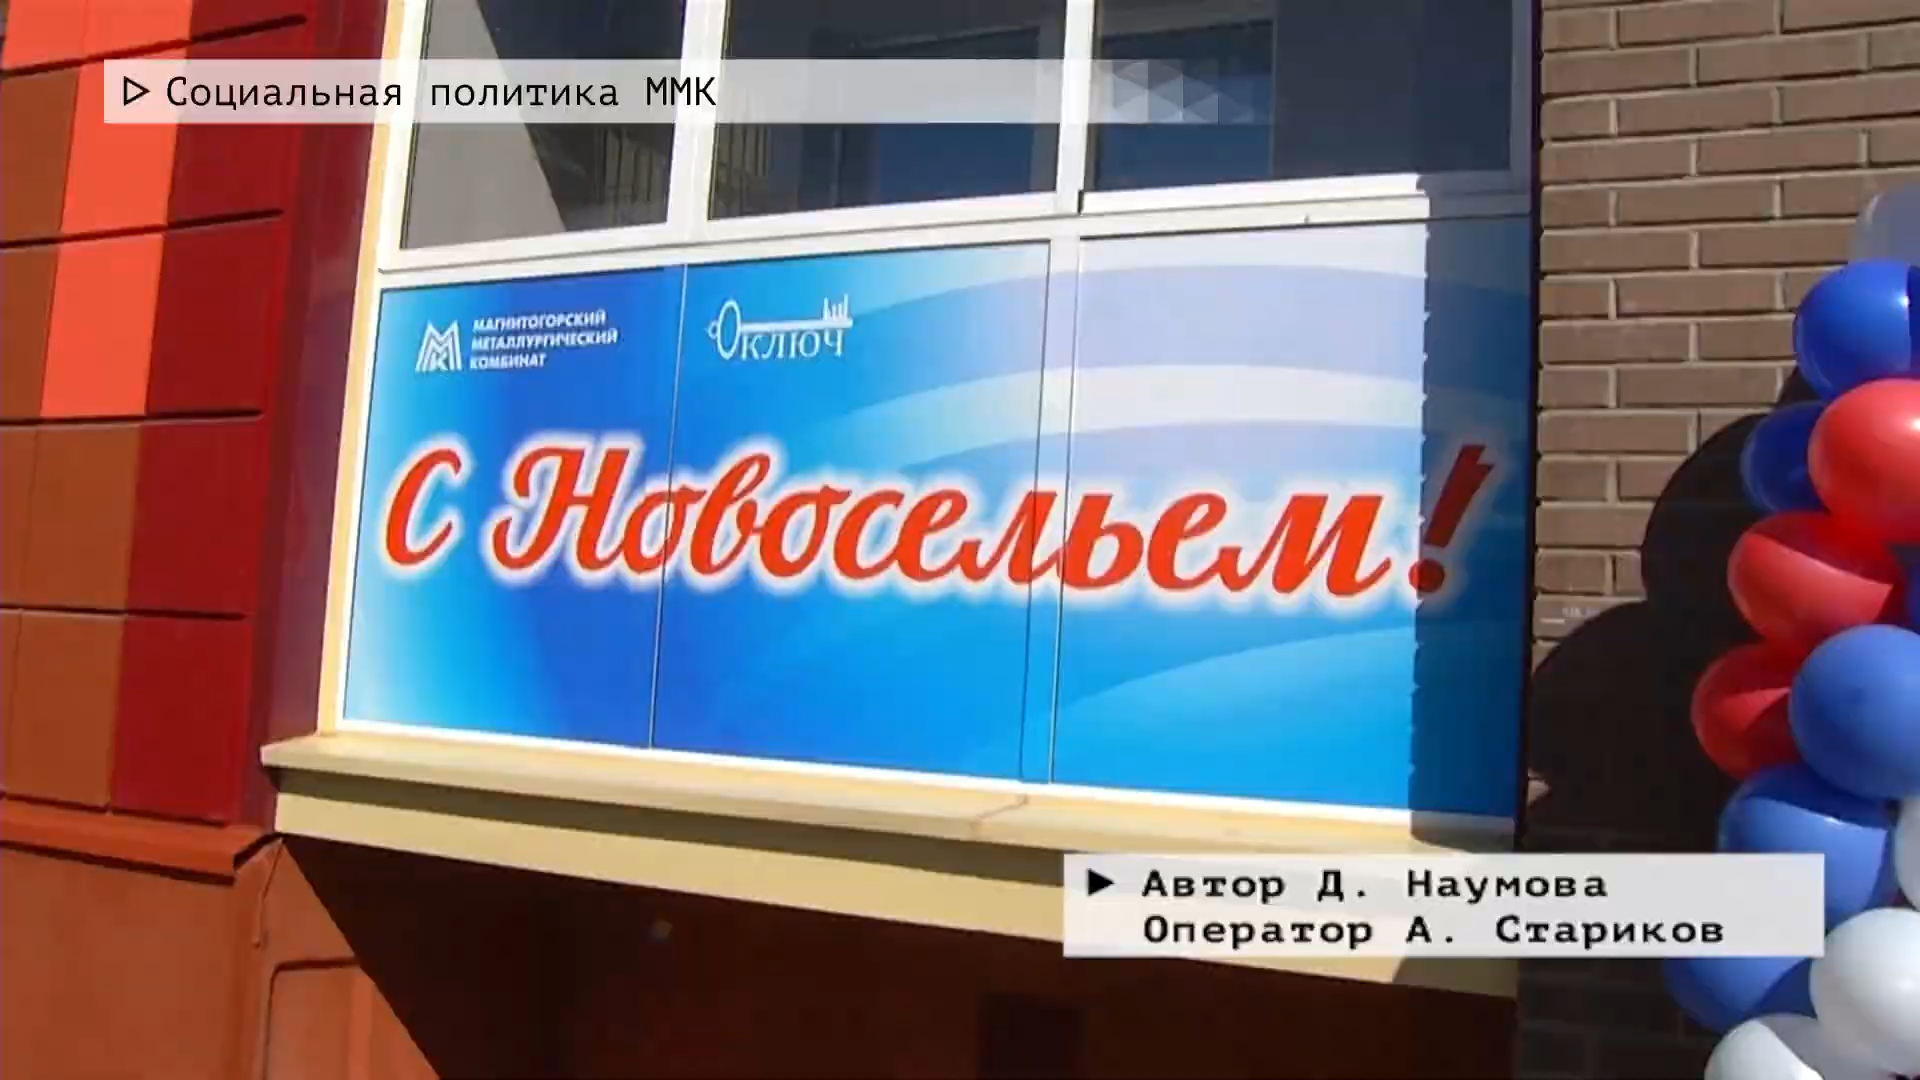 Социальная политика ММК
МАГНИТОГОРСКИЙ
МЕТАЛЛУРГИЧЕСКИЙ
КОМБИНАТ
КЛЮЧ
С Новосельем!
Автор Д. Наумова
Оператор А. Стариков